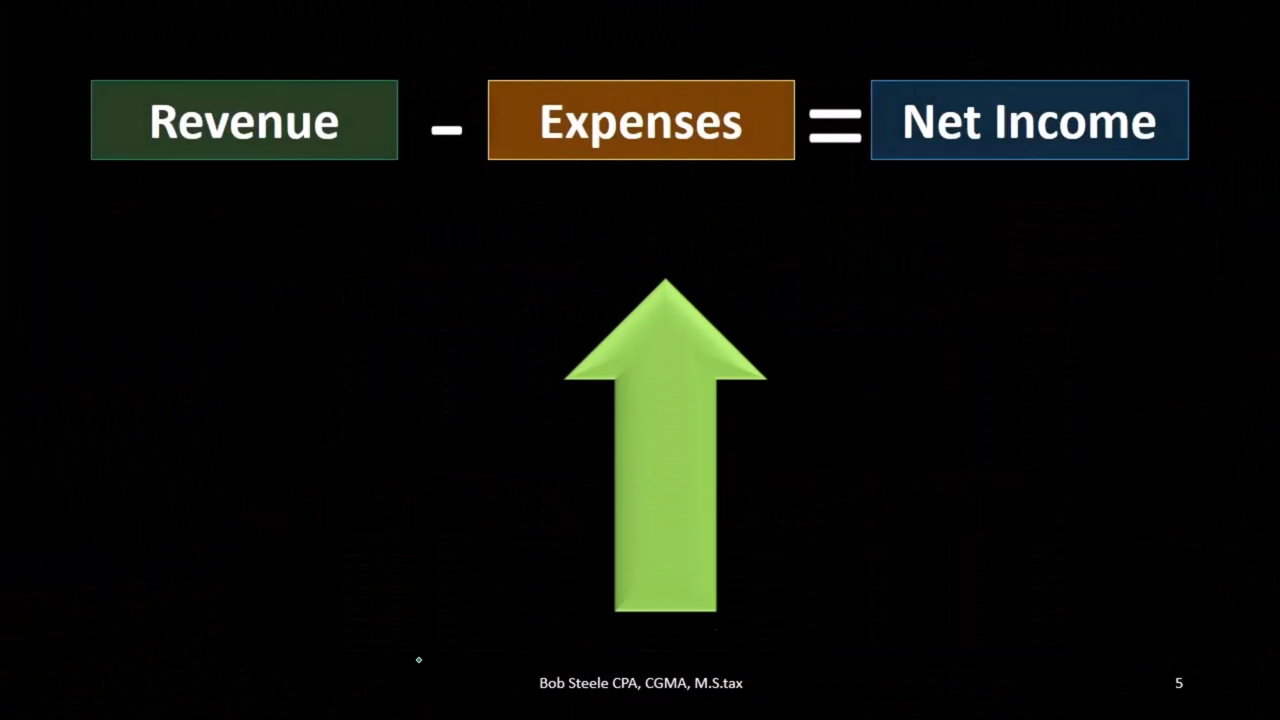 Revenue - Expenses = Net Income
Bob Steele CPA, CGMA, M.S.tax 5